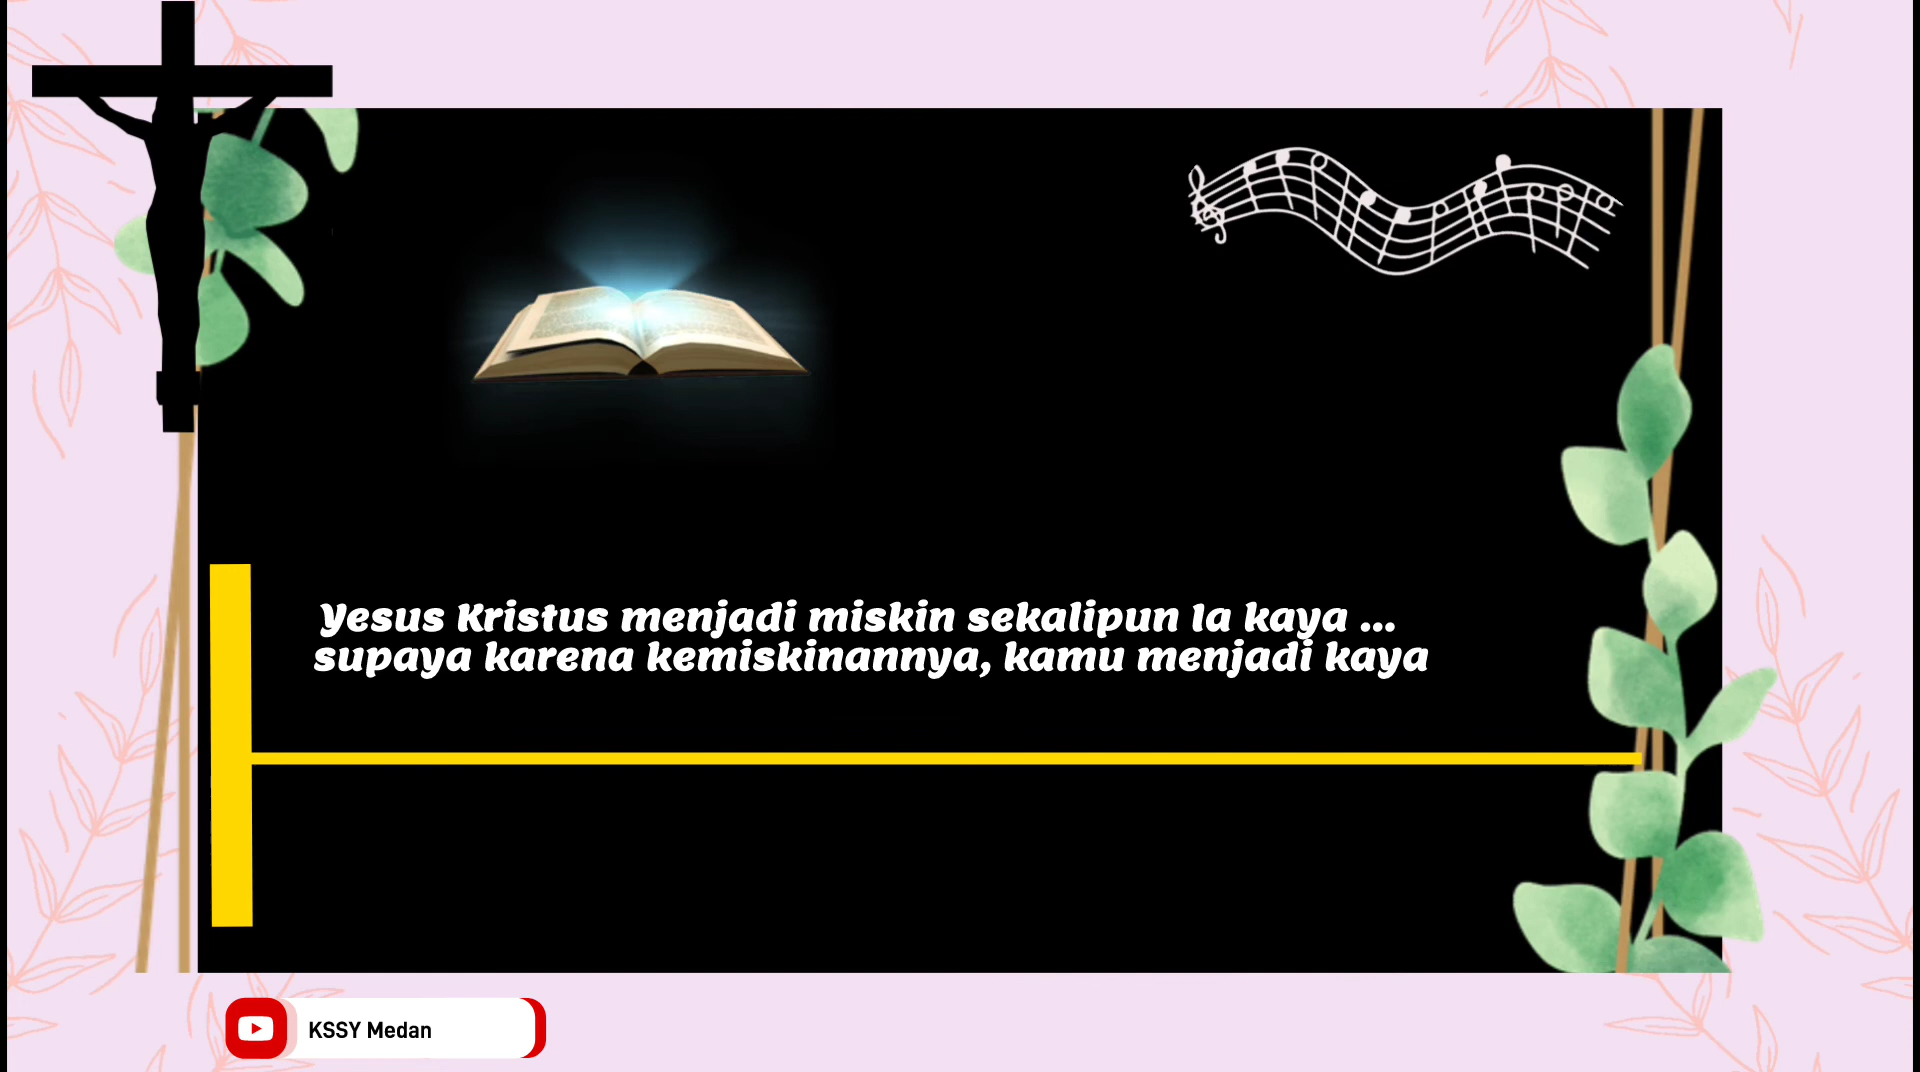 Yesus Kristus menjadi miskin sekalipun Ia kaya ...
supaya karena kemiskinannya, kamu menjadi kaya
KSSY Medan